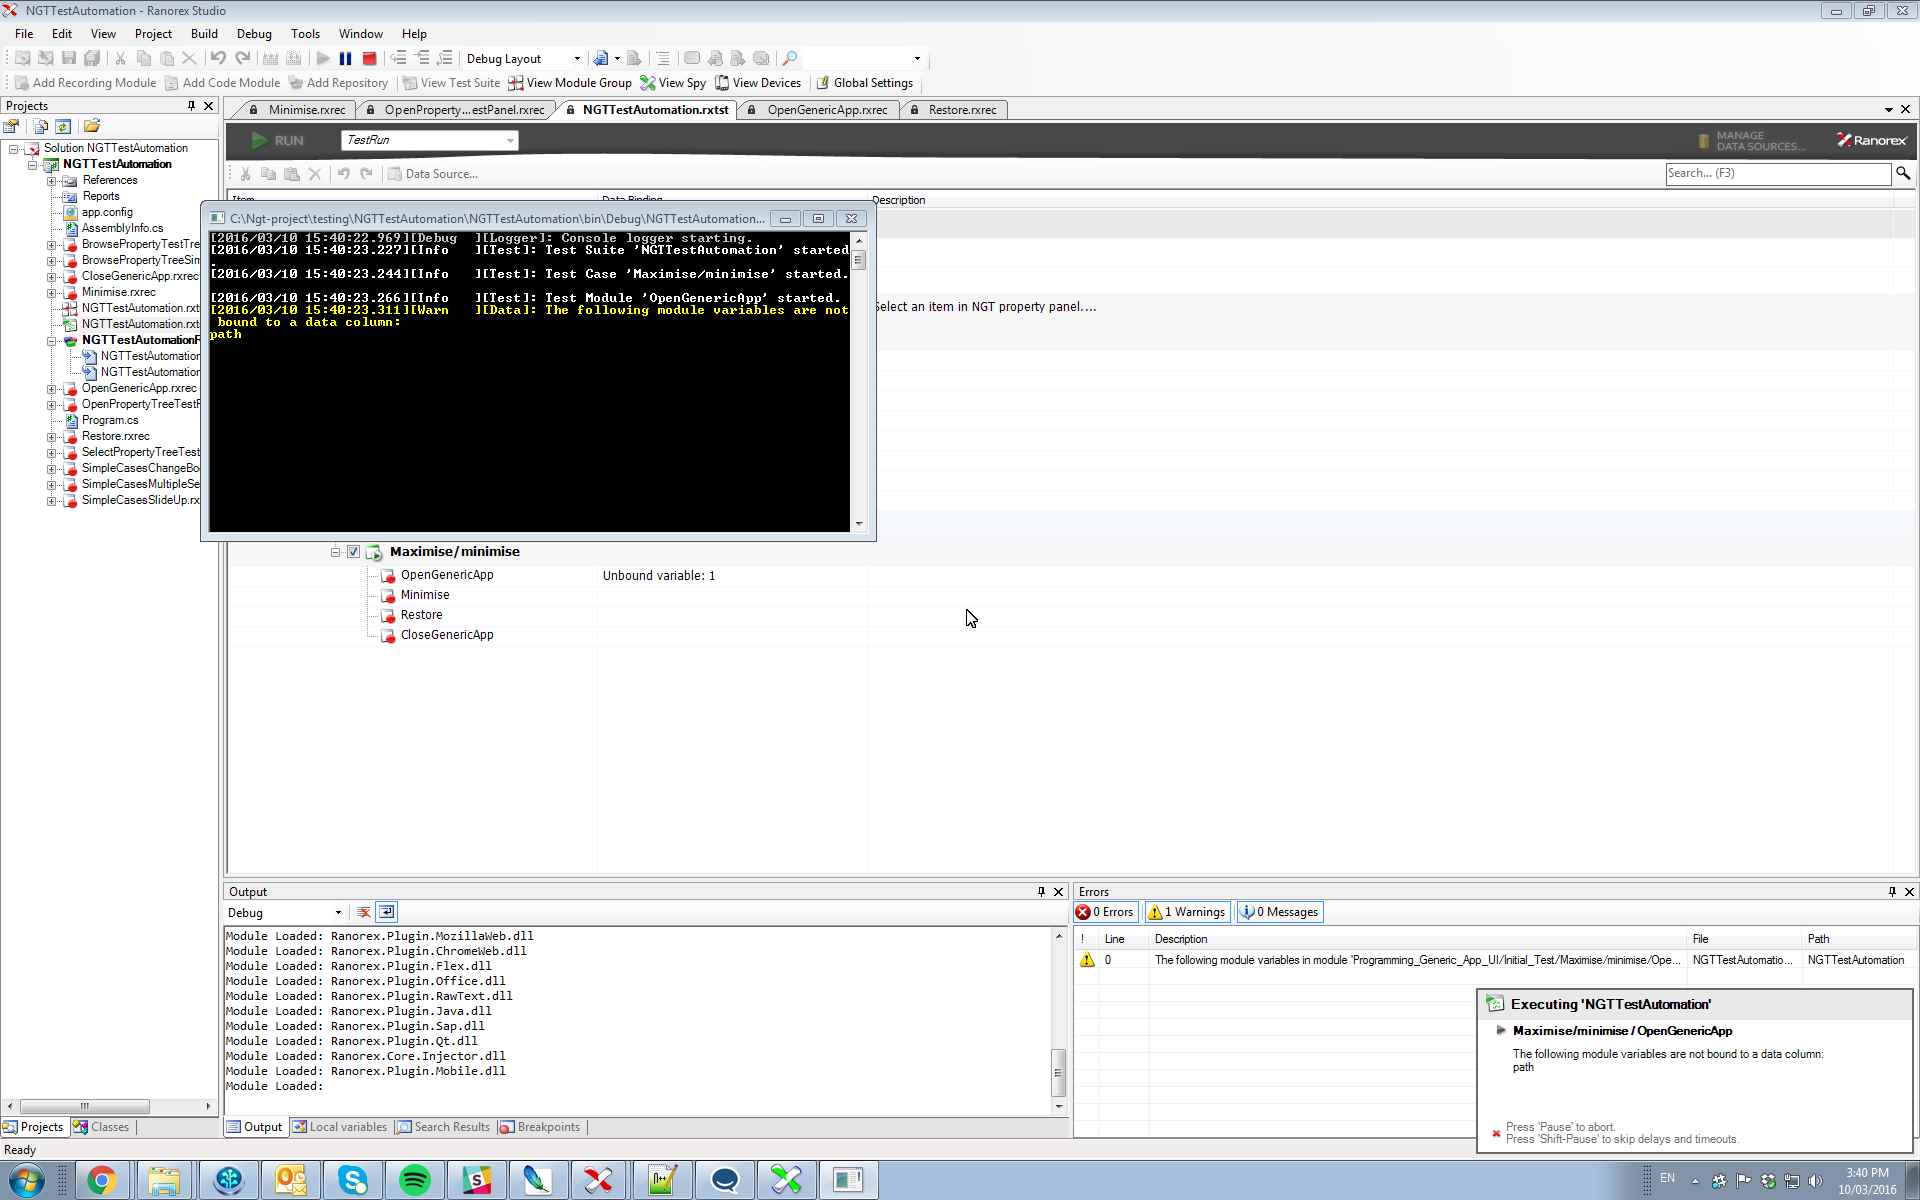 NGTTestAutomation - Ranorex Studio
File Edit View Project Build Debug Tools Window Help
Debug Layout
Add Recording Module Add Code Module Add Repository View Test Suite View Module Group View Spy View Devices Global Settings
Projects
Minimise.rxrec OpenProperty...estPanel.rxrec NGTTestAutomation.rxtst OpenGenericApp.rxrec Restore.rxrec
RUN TestRun MANAGE DATA SOURCES... Ranorex
Data Source... Search... (F3)
Solution NGTTestAutomation
NGTTestAutomation
References
Reports
app.config
AssemblyInfo.cs
BrowsePropertyTestTre
BrowsePropertyTreeSim
CloseGenericApp.rxrec
Minimise.rxrec
NGTTestAutomation.rxt
NGTTestAutomation.rxt
NGTTestAutomationR
NGTTestAutomation
NGTTestAutomation
OpenGenericApp.rxrec
OpenPropertyTreeTestF
Program.cs
Restore.rxrec
SelectPropertyTreeTest
SimpleCasesChangeBo
SimpleCasesMultipleSe
SimpleCasesSlideUp.rx
Item Data Binding Description
C:\Ngt-project\testing\NGTTestAutomation\NGTTestAutomation\bin\Debug\NGTTestAutomation...
[2016/03/10 15:40:22.969][Debug ][Logger]: Console logger starting.
[2016/03/10 15:40:23.227][Info ][Test]: Test Suite 'NGTTestAutomation' started
.
[2016/03/10 15:40:23.244][Info ][Test]: Test Case 'Maximise/minimise' started.
[2016/03/10 15:40:23.266][Info ][Test]: Test Module 'OpenGenericApp' started.
[2016/03/10 15:40:23.311][Warn ][Data]: The following module variables are not
bound to a data column:
path
Select an item in NGT property panel....
Maximise/minimise
OpenGenericApp Unbound variable: 1
Minimise
Restore
CloseGenericApp
Output
Debug
Module Loaded: Ranorex.Plugin.MozillaWeb.dll
Module Loaded: Ranorex.Plugin.ChromeWeb.dll
Module Loaded: Ranorex.Plugin.Flex.dll
Module Loaded: Ranorex.Plugin.Office.dll
Module Loaded: Ranorex.Plugin.RawText.dll
Module Loaded: Ranorex.Plugin.Java.dll
Module Loaded: Ranorex.Plugin.Sap.dll
Module Loaded: Ranorex.Plugin.Qt.dll
Module Loaded: Ranorex.Core.Injector.dll
Module Loaded: Ranorex.Plugin.Mobile.dll
Module Loaded:
Errors
0 Errors 1 Warnings 0 Messages
! Line Description File Path
0 The following module variables in module 'Programming_Generic_App_UI/Initial_Test/Maximise/minimise/Ope... NGTTestAutomatio... NGTTestAutomation
Executing 'NGTTestAutomation'
Maximise/minimise / OpenGenericApp
The following module variables are not bound to a data column:
path
Press 'Pause' to abort.
Press 'Shift-Pause' to skip delays and timeouts.
Projects Classes
Output Local variables Search Results Breakpoints
Ready
EN
3:40 PM
10/03/2016